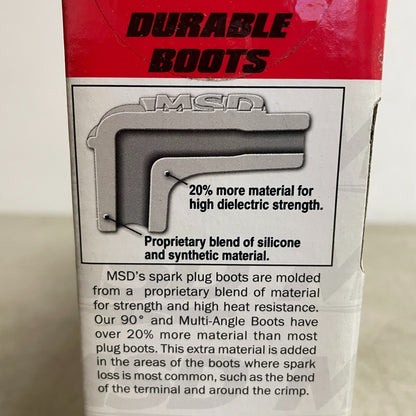 DURABLE
BOOTS
MSD
20% more material for
high dielectric strength.
Proprietary blend of silicone
and synthetic material.
MSD's spark plug boots are molded
from a proprietary blend of material
for strength and high heat resistance.
Our 90° and Multi-Angle Boots have
over 20% more material than most
plug boots. This extra material is added
in the areas of the boots where spark
loss is most common, such as the bend
of the terminal and around the crimp.